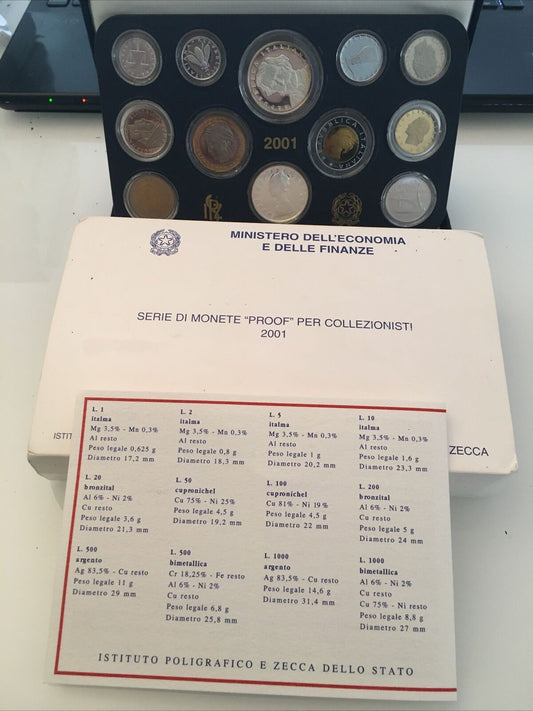 2001
REPUBBLICA ITALIANA
MINISTERO DELL'ECONOMIA
E DELLE FINANZE
SERIE DI MONETE "PROOF" PER COLLEZIONISTI
2001
ISTIT
ZECCA
L. 1
italma
Mg 3,5% - Mn 0,3%
Al resto
Peso legale 0,625 g
Diametro 17,2 mm
L. 2
italma
Mg 3,5% - Mn 0,3%
Al resto
Peso legale 0,8 g
Diametro 18,3 mm
L. 5
italma
Mg 3,5% - Mn 0,3%
Al resto
Peso legale 1 g
Diametro 20,2 mm
L. 10
italma
Mg 3,5% - Mn 0,3%
Al resto
Peso legale 1,6 g
Diametro 23,3 mm
L. 20
bronzital
Al 6% - Ni 2%
Cu resto
Peso legale 3,6 g
Diametro 21,3 mm
L. 50
cupronichel
Cu 75% - Ni 25%
Peso legale 4,5 g
Diametro 19,2 mm
L. 100
cupronichel
Cu 81% - Ni 19%
Peso legale 4,5 g
Diametro 22 mm
L. 200
bronzital
Al 6% - Ni 2%
Cu resto
Peso legale 5 g
Diametro 24 mm
L. 500
argento
Ag 83,5% - Cu resto
Peso legale 11 g
Diametro 29 mm
L. 500
bimetallica
Cr 18,25% - Fe resto
Al 6% - Ni 2%
Cu resto
Peso legale 6,8 g
Diametro 25,8 mm
L. 1000
argento
Ag 83,5% - Cu resto
Peso legale 14,6 g
Diametro 31,4 mm
L. 1000
bimetallica
Al 6% - Ni 2%
Cu resto
Cu 75% - Ni resto
Peso legale 8,8 g
Diametro 27 mm
ISTITUTO POLIGRAFICO E ZECCA DELLO STATO